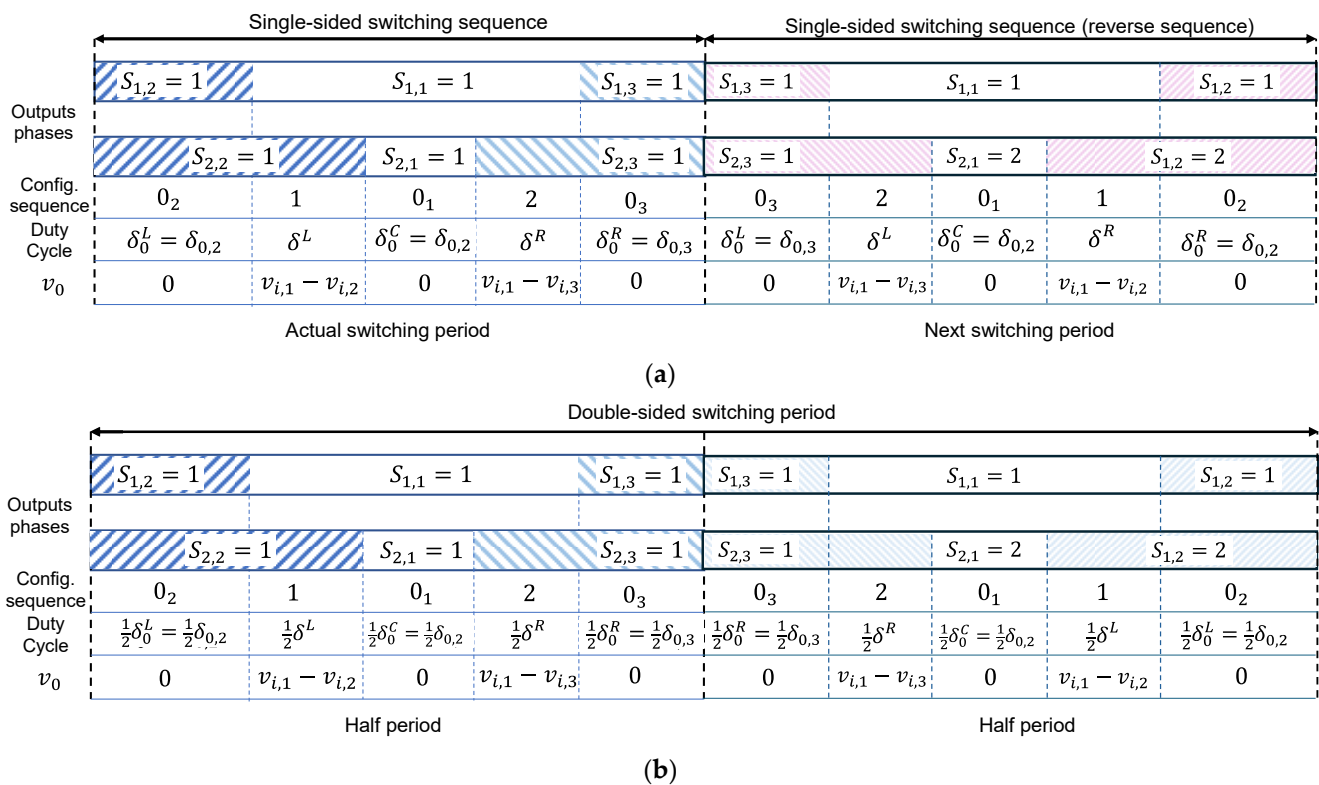 Single-sided switching sequence Single-sided switching sequence (reverse sequence)
S₁,₂ = 1 S₁,₁ = 1 S₁,₃ = 1 S₁,₃ = 1 S₁,₁ = 1 S₁,₂ = 1
Outputs
phases
S₂,₂ = 1 S₂,₁ = 1 S₂,₃ = 1 S₂,₃ = 1 S₂,₁ = 2 S₁,₂ = 2
Config.
sequence 0₂ 1 0₁ 2 0₃ 0₃ 2 0₁ 1 0₂
Duty
Cycle δ₀ᴸ = δ₀,₂ δᴸ δ₀ᶜ = δ₀,₂ δᴿ δ₀ᴿ = δ₀,₃ δ₀ᴸ = δ₀,₃ δᴸ δ₀ᶜ = δ₀,₂ δᴿ δ₀ᴿ = δ₀,₂
v₀ 0 vᵢ,₁ − vᵢ,₂ 0 vᵢ,₁ − vᵢ,₃ 0 0 vᵢ,₁ − vᵢ,₃ 0 vᵢ,₁ − vᵢ,₂ 0
Actual switching period Next switching period
(a)
Double-sided switching period
S₁,₂ = 1 S₁,₁ = 1 S₁,₃ = 1 S₁,₃ = 1 S₁,₁ = 1 S₁,₂ = 1
Outputs
phases
S₂,₂ = 1 S₂,₁ = 1 S₂,₃ = 1 S₂,₃ = 1 S₂,₁ = 2 S₁,₂ = 2
Config.
sequence 0₂ 1 0₁ 2 0₃ 0₃ 2 0₁ 1 0₂
Duty
Cycle ½δ₀ᴸ = ½δ₀,₂ ½δᴸ ½δ₀ᶜ = ½δ₀,₂ ½δᴿ ½δ₀ᴿ = ½δ₀,₃ ½δ₀ᴿ = ½δ₀,₃ ½δᴿ ½δ₀ᶜ = ½δ₀,₂ ½δᴸ ½δ₀ᴸ = ½δ₀,₂
v₀ 0 vᵢ,₁ − vᵢ,₂ 0 vᵢ,₁ − vᵢ,₃ 0 0 vᵢ,₁ − vᵢ,₃ 0 vᵢ,₁ − vᵢ,₂ 0
Half period Half period
(b)